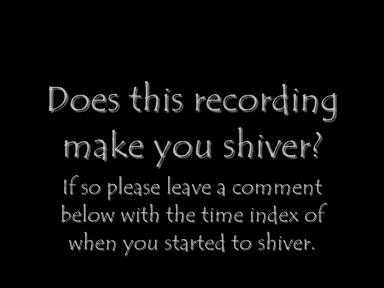 Does this recording
make you shiver?
If so please leave a comment
below with the time index of
when you started to shiver.